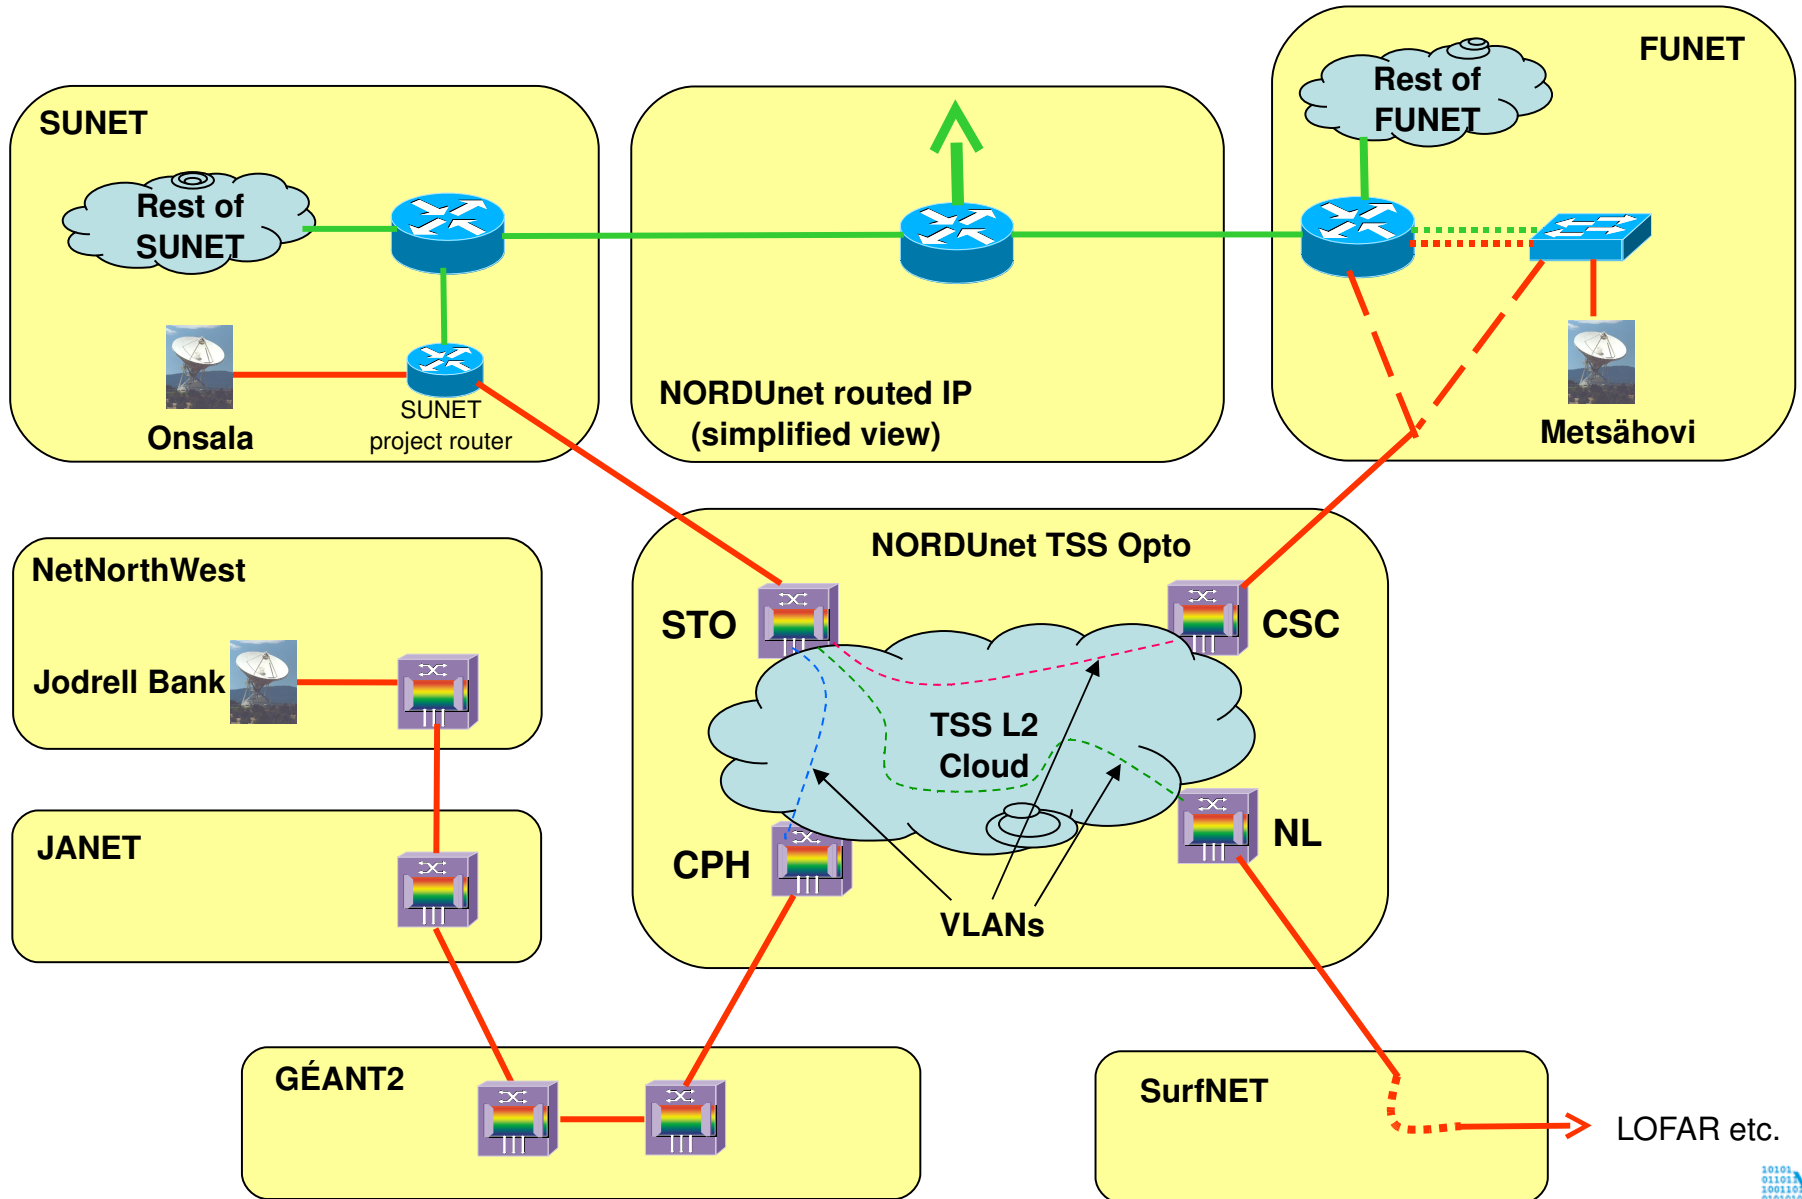 SUNET
Rest of
SUNET
Onsala
SUNET
project router
NORDUnet routed IP
(simplified view)
FUNET
Rest of
FUNET
Metsähovi
NetNorthWest
Jodrell Bank
JANET
GÉANT2
NORDUnet TSS Opto
STO
CSC
TSS L2
Cloud
CPH
NL
VLANs
SurfNET
LOFAR etc.
10101